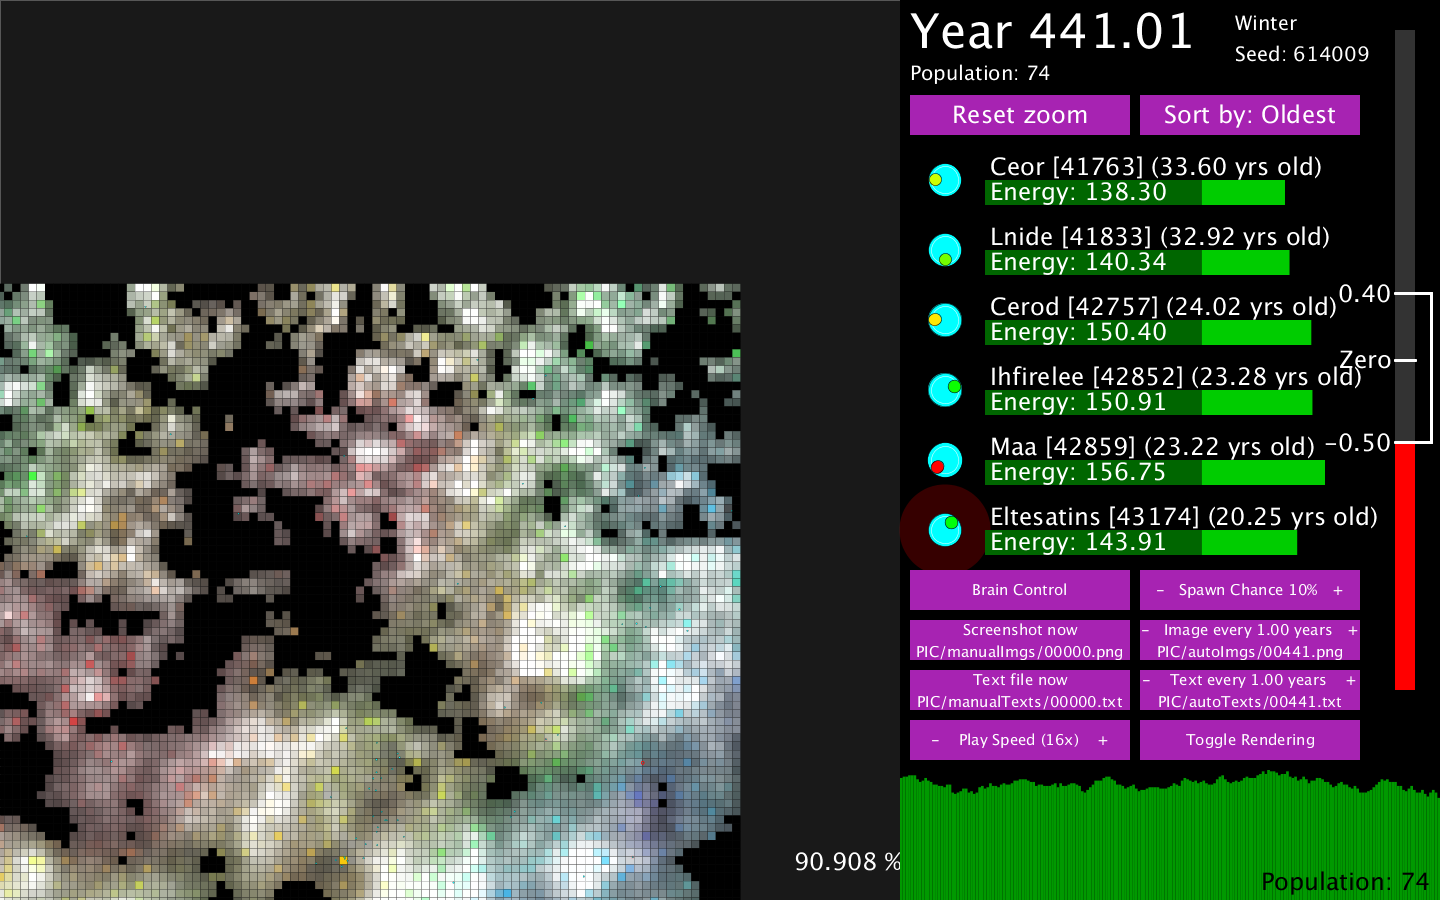 Year 441.01
Winter
Seed: 614009
Population: 74
Reset zoom
Sort by: Oldest
Ceor [41763] (33.60 yrs old)
Energy: 138.30
Lnide [41833] (32.92 yrs old)
Energy: 140.34
Cerod [42757] (24.02 yrs old)
Energy: 150.40
0.40
Zero
Ihfirelee [42852] (23.28 yrs old)
Energy: 150.91
Maa [42859] (23.22 yrs old)
Energy: 156.75
-0.50
Eltesatins [43174] (20.25 yrs old)
Energy: 143.91
Brain Control
- Spawn Chance 10% +
Screenshot now
PIC/manualImgs/00000.png
- Image every 1.00 years +
PIC/autoImgs/00441.png
Text file now
PIC/manualTexts/00000.txt
- Text every 1.00 years +
PIC/autoTexts/00441.txt
- Play Speed (16x) +
Toggle Rendering
90.908 %
Population: 74